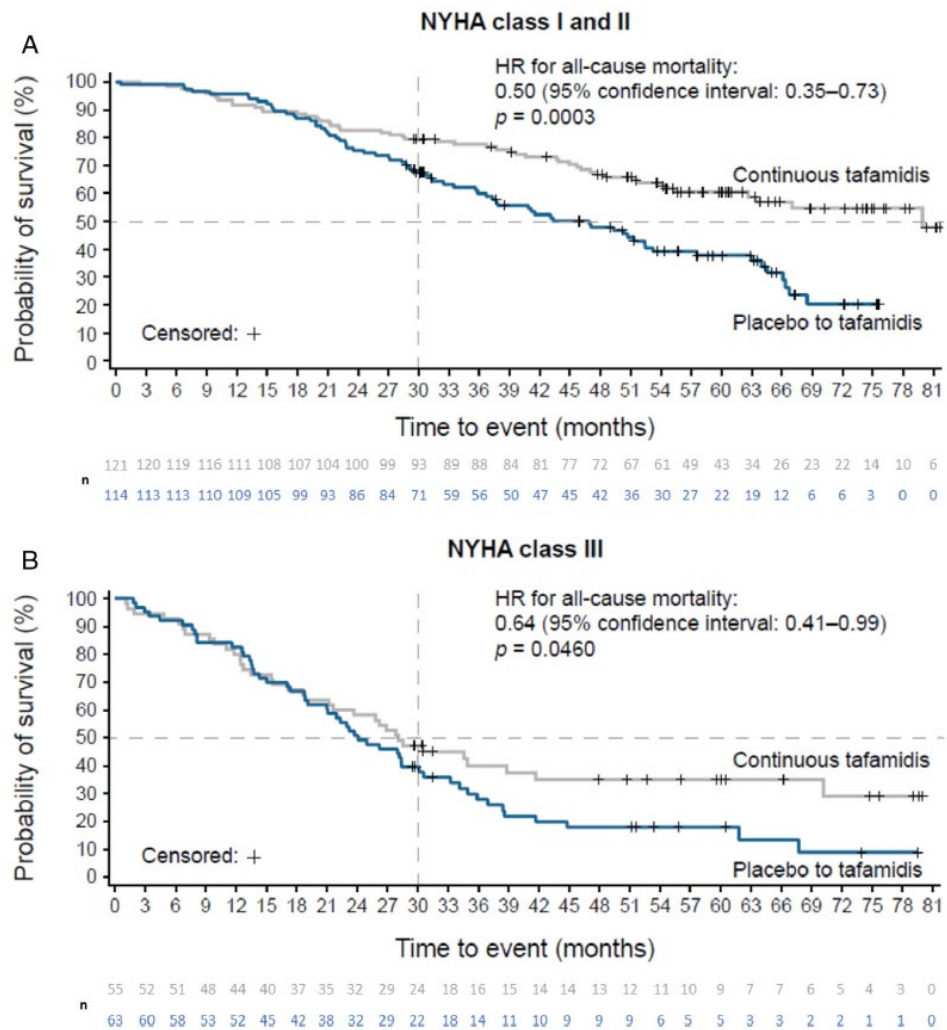 NYHA class I and II
A
HR for all-cause mortality:
0.50 (95% confidence interval: 0.35–0.73)
p = 0.0003
Probability of survival (%)
100
90
80
70
60
50
40
30
20
10
0
Continuous tafamidis
Placebo to tafamidis
Censored: +
0 3 6 9 12 15 18 21 24 27 30 33 36 39 42 45 48 51 54 57 60 63 66 69 72 75 78 81
Time to event (months)
n
121 120 119 116 111 108 107 104 100 99 93 89 88 84 81 77 72 67 61 49 43 34 26 23 22 14 10 6
114 113 113 110 109 105 99 93 86 84 71 59 56 50 47 45 42 36 30 27 22 19 12 6 6 3 0 0
B
NYHA class III
HR for all-cause mortality:
0.64 (95% confidence interval: 0.41–0.99)
p = 0.0460
Probability of survival (%)
100
90
80
70
60
50
40
30
20
10
0
Continuous tafamidis
Placebo to tafamidis
Censored: +
0 3 6 9 12 15 18 21 24 27 30 33 36 39 42 45 48 51 54 57 60 63 66 69 72 75 78 81
Time to event (months)
n
55 52 51 48 44 40 37 35 32 29 24 18 16 15 14 14 13 12 11 10 9 7 7 6 5 4 3 0
63 60 58 53 52 45 42 38 32 29 22 18 14 11 10 9 9 9 6 5 5 3 3 2 2 1 1 0